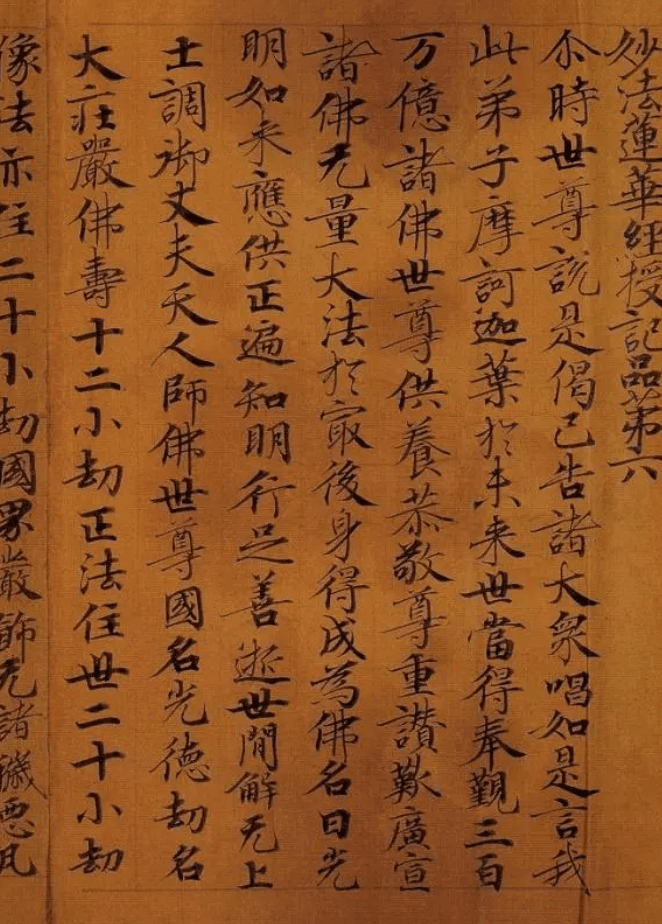 妙法蓮華經授記品第六
尒時世尊說是偈已告諸大衆唱如是言我
此弟子摩訶迦葉於未来世當得奉覲三百
万億諸佛世尊供養恭敬尊重讃歎廣宣
諸佛无量大法於寂後身得成為佛名曰光
明如来應供正遍知明行足善逝世間解无上
士調御丈夫天人師佛世尊國名光徳劫名
大莊嚴佛壽十二小劫正法住世二十小劫
像法亦住二十小劫國界嚴飾无諸穢惡瓦